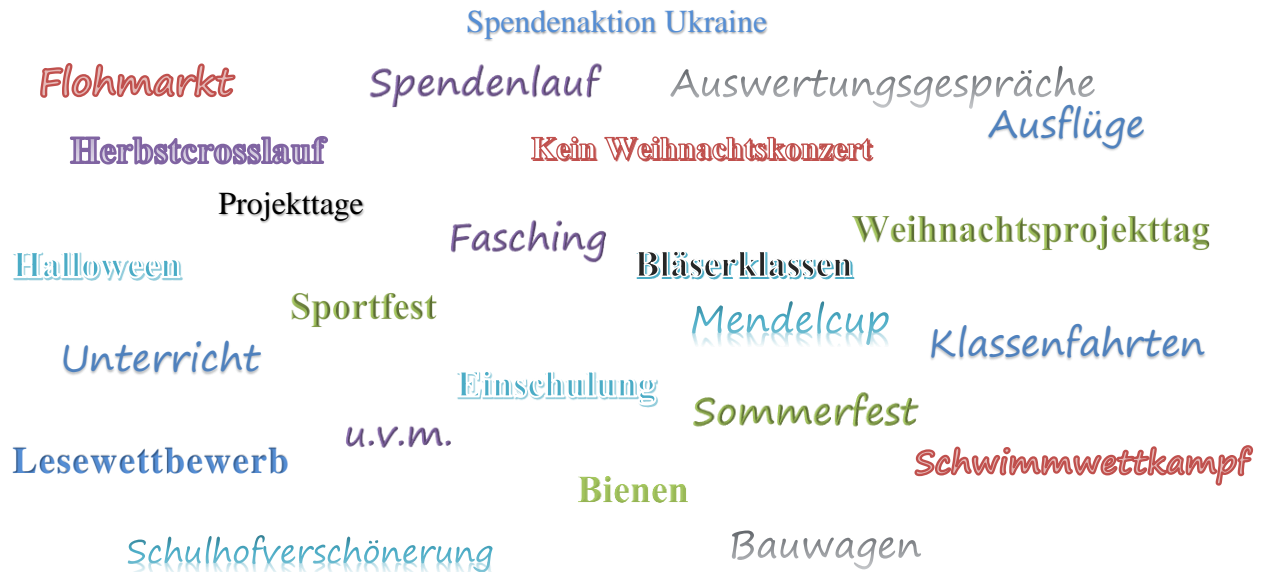 Spendenaktion Ukraine
Flohmarkt
Spendenlauf
Auswertungsgespräche
Ausflüge
Herbstcrosslauf
Kein Weihnachtskonzert
Projekttage
Fasching
Weihnachtsprojekttag
Halloween
Bläserklassen
Sportfest
Mendelcup
Klassenfahrten
Unterricht
Einschulung
Sommerfest
u.v.m.
Lesewettbewerb
Schwimmwettkampf
Bienen
Schulhofverschönerung
Bauwagen